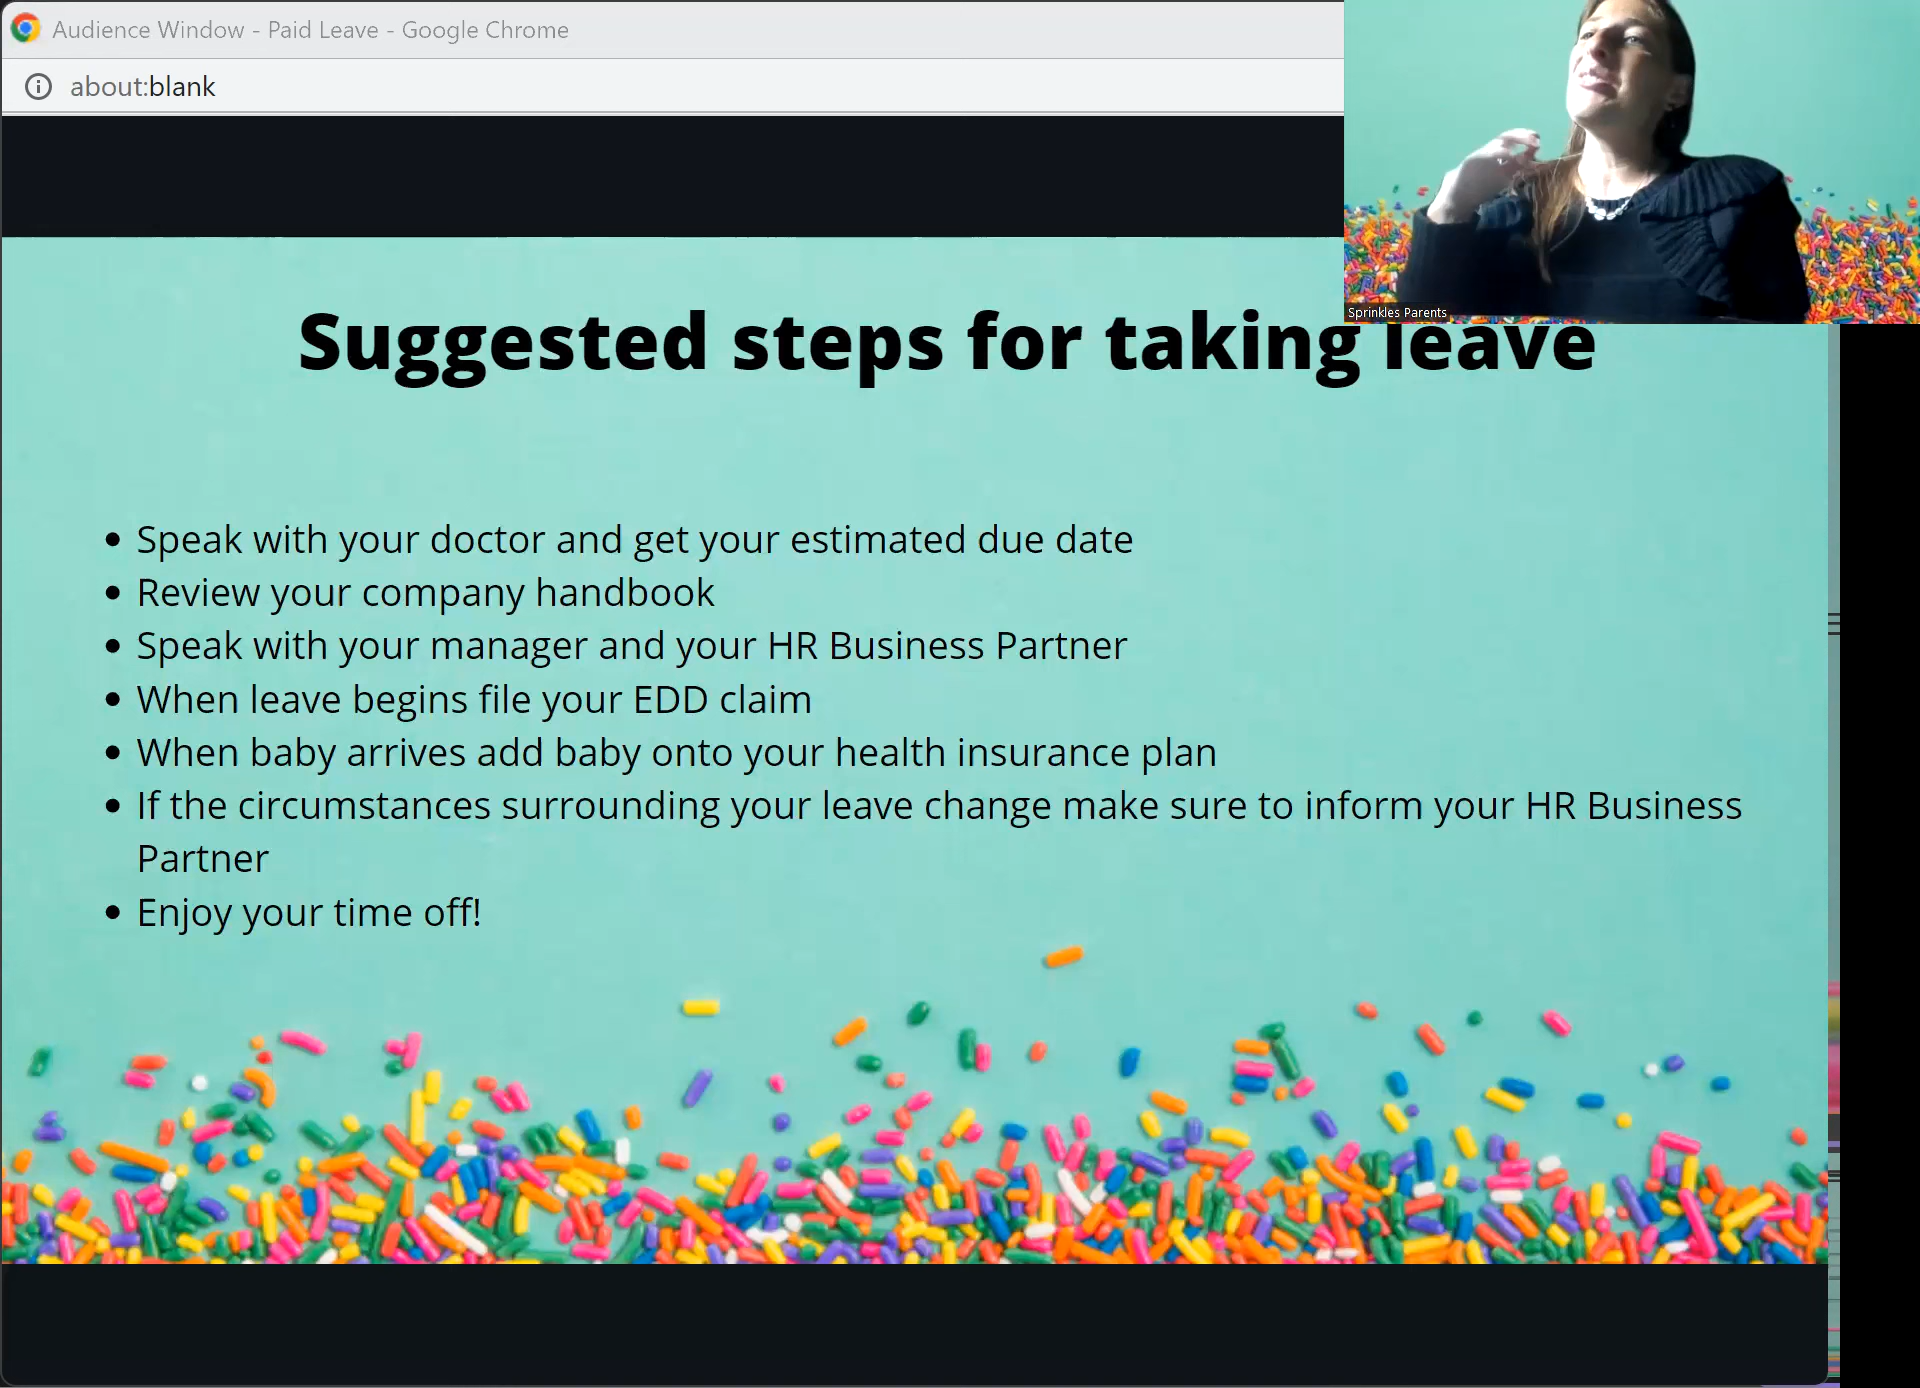 Audience Window - Paid Leave - Google Chrome
about:blank
Sprinkles Parents
Suggested steps for taking leave
• Speak with your doctor and get your estimated due date
• Review your company handbook
• Speak with your manager and your HR Business Partner
• When leave begins file your EDD claim
• When baby arrives add baby onto your health insurance plan
• If the circumstances surrounding your leave change make sure to inform your HR Business
Partner
• Enjoy your time off!